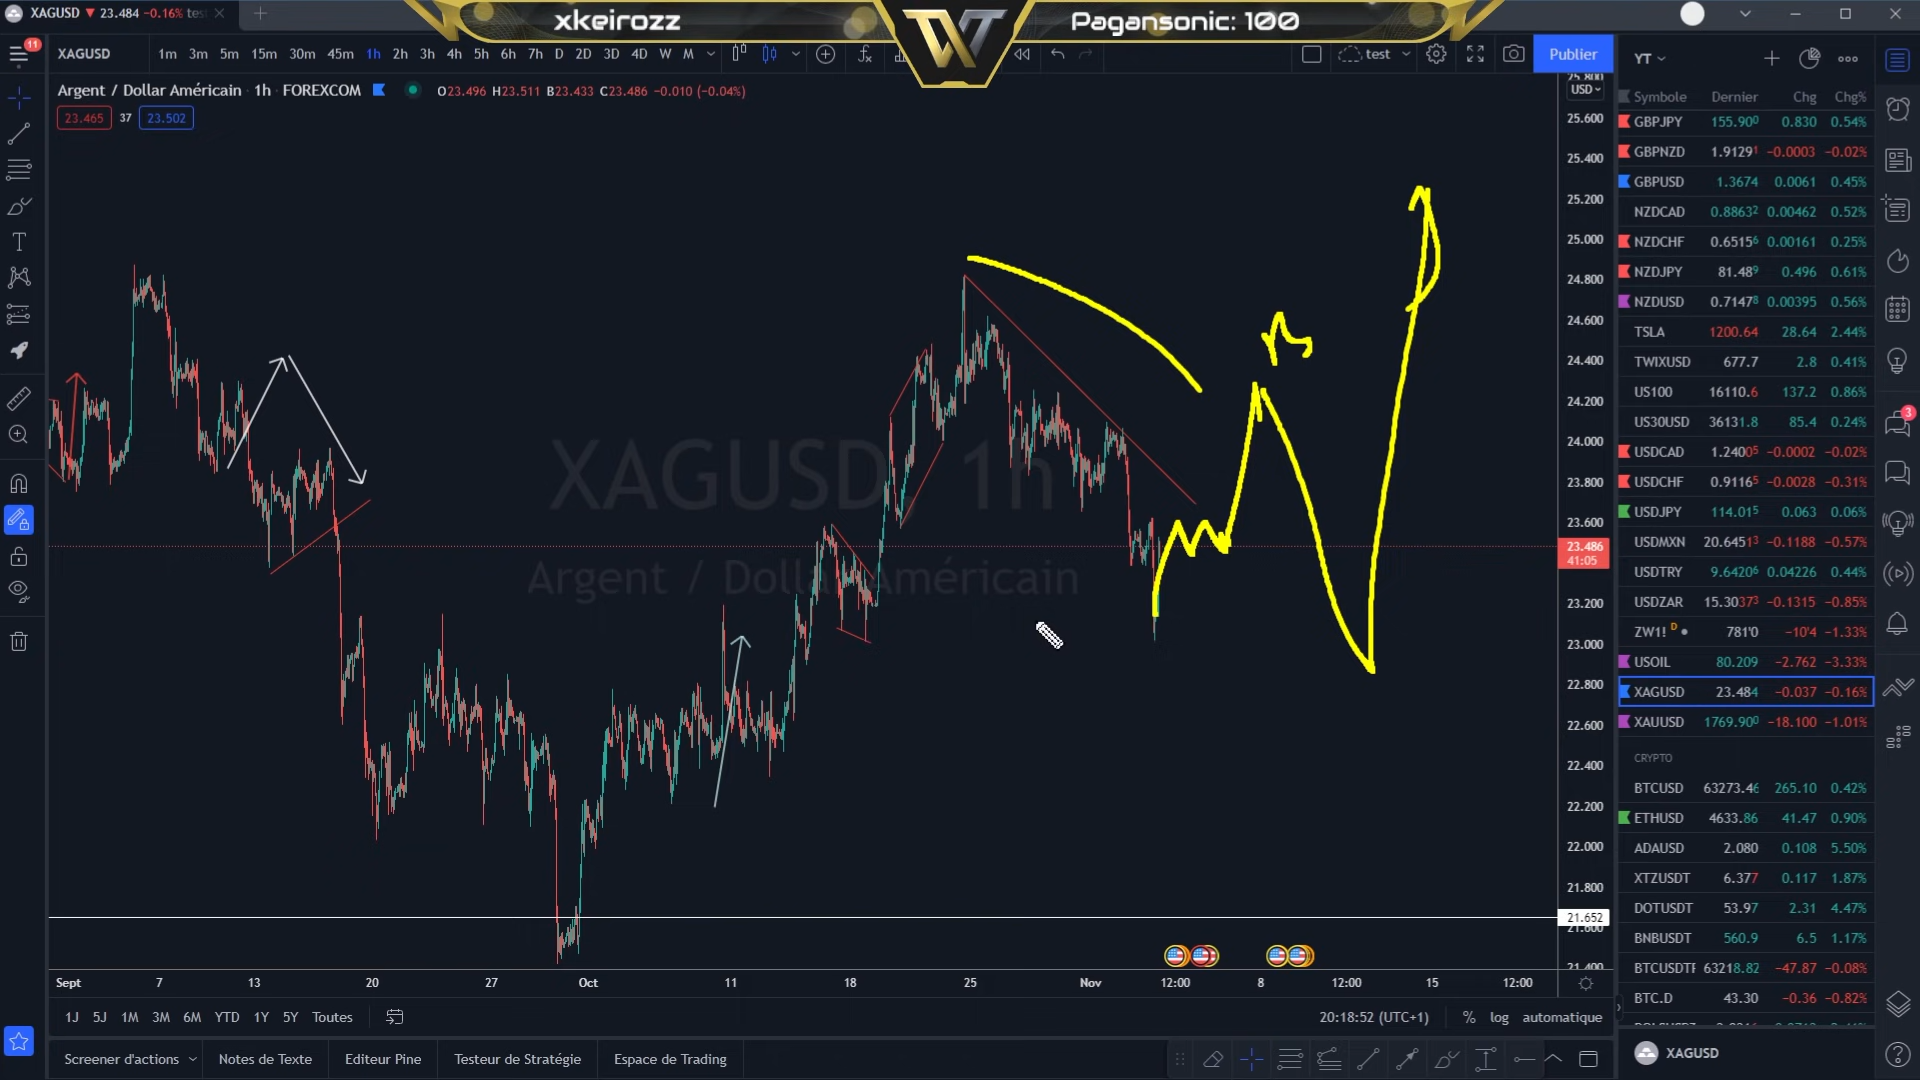 XAGUSD ▼ 23.484 −0.16% test
xkeirozz
Pagansonic: 100
11
XAGUSD 1m 3m 5m 15m 30m 45m 1h 2h 3h 4h 5h 6h 7h D 2D 3D 4D W M
test
Publier
YT
Argent / Dollar Américain · 1h · FOREXCOM
O23.496 H23.511 B23.433 C23.486 −0.010 (−0.04%)
23.465 37 23.502
USD
25.600
25.400
25.200
25.000
24.800
24.600
24.400
24.200
24.000
23.800
23.600
23.486
41:05
23.200
23.000
22.800
22.600
22.400
22.200
22.000
21.800
21.652
21.600
21.400
XAGUSD, 1h
Argent / Dollar Américain
Sept 7 13 20 27 Oct 11 18 25 Nov 12:00 8 12:00 15 12:00
1J 5J 1M 3M 6M YTD 1Y 5Y Toutes
20:18:52 (UTC+1) % log automatique
Screener d'actions Notes de Texte Editeur Pine Testeur de Stratégie Espace de Trading
Symbole Dernier Chg Chg%
GBPJPY 155.900 0.830 0.54%
GBPNZD 1.91291 −0.0003 −0.02%
GBPUSD 1.3674 0.0061 0.45%
NZDCAD 0.88632 0.00462 0.52%
NZDCHF 0.65156 0.00161 0.25%
NZDJPY 81.489 0.496 0.61%
NZDUSD 0.71478 0.00395 0.56%
TSLA 1200.64 28.64 2.44%
TWIXUSD 677.7 2.8 0.41%
US100 16110.6 137.2 0.86%
US30USD 36131.8 85.4 0.24%
USDCAD 1.24005 −0.0002 −0.02%
USDCHF 0.91165 −0.0028 −0.31%
USDJPY 114.015 0.063 0.06%
USDMXN 20.64513 −0.1188 −0.57%
USDTRY 9.64206 0.04226 0.44%
USDZAR 15.30373 −0.1315 −0.85%
ZW1! D 781'0 −10'4 −1.33%
USOIL 80.209 −2.762 −3.33%
XAGUSD 23.484 −0.037 −0.16%
XAUUSD 1769.900 −18.100 −1.01%
CRYPTO
BTCUSD 63273.46 265.10 0.42%
ETHUSD 4633.86 41.47 0.90%
ADAUSD 2.080 0.108 5.50%
XTZUSDT 6.377 0.117 1.87%
DOTUSDT 53.97 2.31 4.47%
BNBUSDT 560.9 6.5 1.17%
BTCUSDTF 63218.82 −47.87 −0.08%
BTC.D 43.30 −0.36 −0.82%
XAGUSD
3